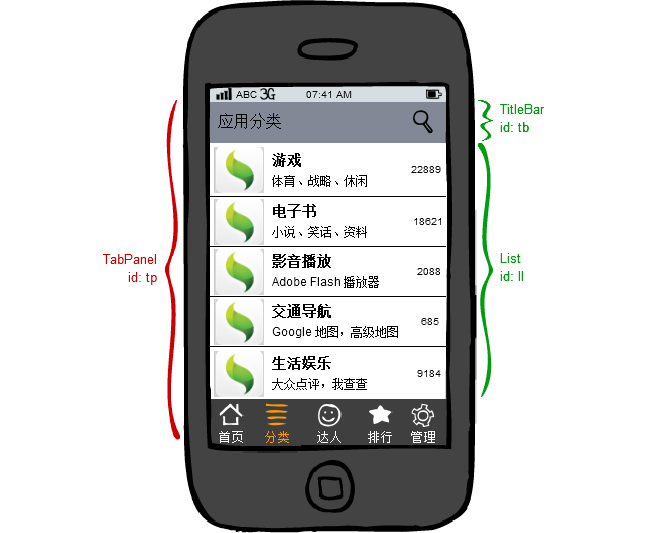 ABC 3G 07:41 AM
应用分类
TitleBar
id: tb
游戏
体育、战略、休闲
22889
电子书
小说、笑话、资料
18621
影音播放
Adobe Flash 播放器
2088
TabPanel
id: tp
List
id: ll
交通导航
Google 地图，高级地图
685
生活娱乐
大众点评，我查查
9184
首页 分类 达人 排行 管理